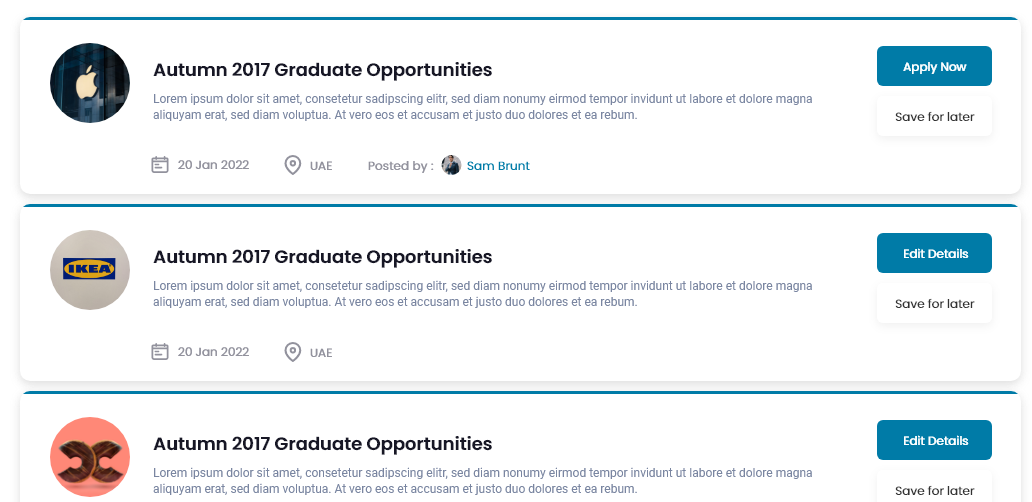 Autumn 2017 Graduate Opportunities
Lorem ipsum dolor sit amet, consetetur sadipscing elitr, sed diam nonumy eirmod tempor invidunt ut labore et dolore magna
aliquyam erat, sed diam voluptua. At vero eos et accusam et justo duo dolores et ea rebum.
20 Jan 2022
UAE
Posted by :
Sam Brunt
Apply Now
Save for later
IKEA
Autumn 2017 Graduate Opportunities
Lorem ipsum dolor sit amet, consetetur sadipscing elitr, sed diam nonumy eirmod tempor invidunt ut labore et dolore magna
aliquyam erat, sed diam voluptua. At vero eos et accusam et justo duo dolores et ea rebum.
20 Jan 2022
UAE
Edit Details
Save for later
Autumn 2017 Graduate Opportunities
Lorem ipsum dolor sit amet, consetetur sadipscing elitr, sed diam nonumy eirmod tempor invidunt ut labore et dolore magna
aliquyam erat, sed diam voluptua. At vero eos et accusam et justo duo dolores et ea rebum.
Edit Details
Save for later